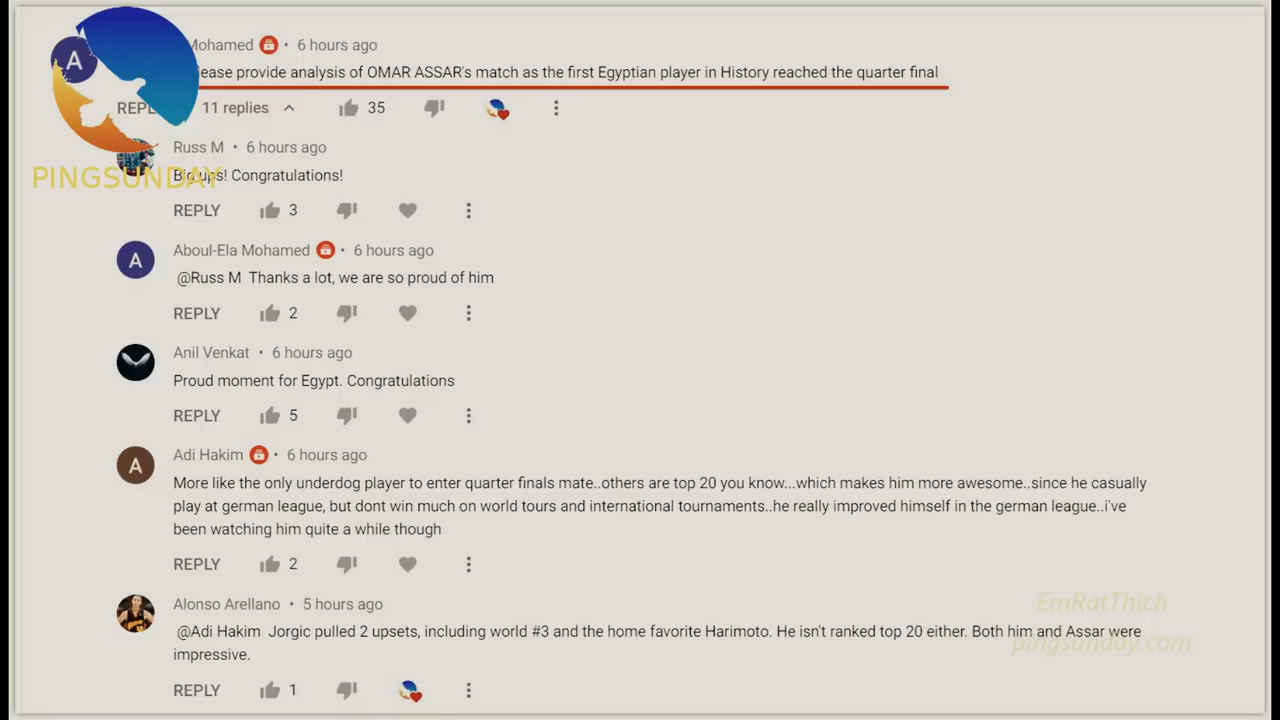 A
Mohamed • 6 hours ago
lease provide analysis of OMAR ASSAR's match as the first Egyptian player in History reached the quarter final
REPL 11 replies 35
Russ M • 6 hours ago
PINGSUNDAY
Big ups! Congratulations!
REPLY 3
A
Aboul-Ela Mohamed • 6 hours ago
@Russ M Thanks a lot, we are so proud of him
REPLY 2
Anil Venkat • 6 hours ago
Proud moment for Egypt. Congratulations
REPLY 5
A
Adi Hakim • 6 hours ago
More like the only underdog player to enter quarter finals mate..others are top 20 you know...which makes him more awesome..since he casually
play at german league, but dont win much on world tours and international tournaments..he really improved himself in the german league..i've
been watching him quite a while though
REPLY 2
Alonso Arellano • 5 hours ago
EmRatThich
@Adi Hakim Jorgic pulled 2 upsets, including world #3 and the home favorite Harimoto. He isn't ranked top 20 either. Both him and Assar were
pingsunday.com
impressive.
REPLY 1